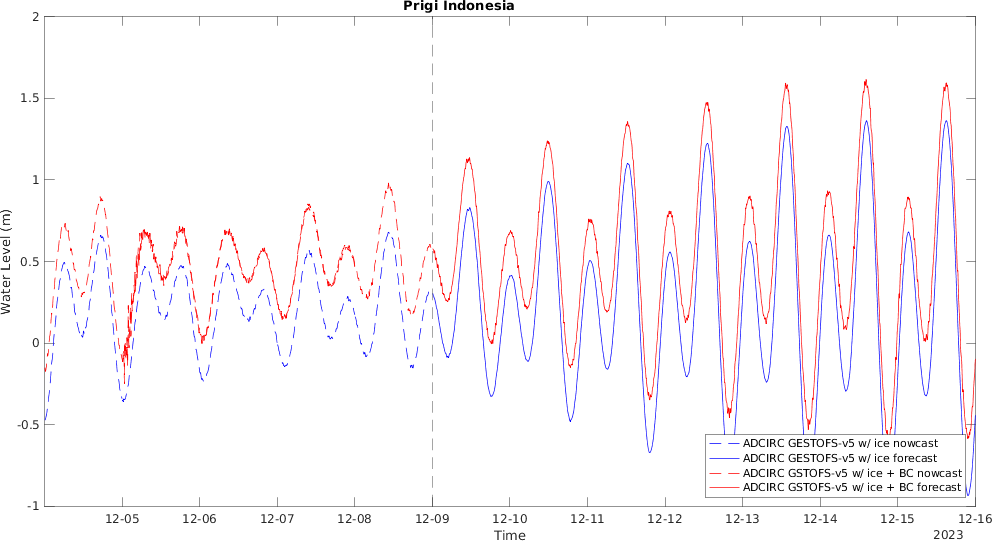 Prigi Indonesia
2
1.5
1
0.5
0
-0.5
-1
Water Level (m)
12-05 12-06 12-07 12-08 12-09 12-10 12-11 12-12 12-13 12-14 12-15 12-16
Time
2023
ADCIRC GESTOFS-v5 w/ ice nowcast
ADCIRC GESTOFS-v5 w/ ice forecast
ADCIRC GSTOFS-v5 w/ ice + BC nowcast
ADCIRC GSTOFS-v5 w/ ice + BC forecast